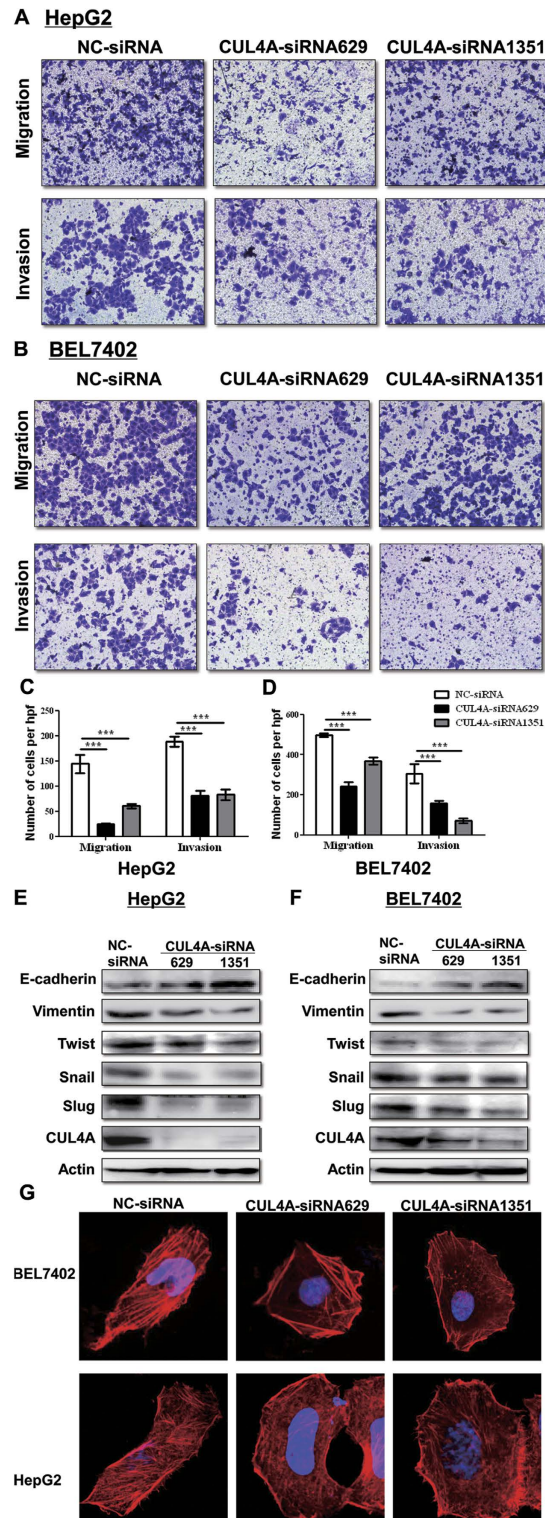 A HepG2
NC-siRNA CUL4A-siRNA629 CUL4A-siRNA1351
Migration
Invasion
B BEL7402
NC-siRNA CUL4A-siRNA629 CUL4A-siRNA1351
Migration
Invasion
C
Number of cells per hpf
200
150
100
50
0
*** *** *** ***
Migration Invasion
HepG2
D
NC-siRNA
CUL4A-siRNA629
CUL4A-siRNA1351
Number of cells per hpf
600
400
200
0
*** *** *** ***
Migration Invasion
BEL7402
E HepG2
NC-siRNA CUL4A-siRNA
629 1351
E-cadherin
Vimentin
Twist
Snail
Slug
CUL4A
Actin
F BEL7402
NC-siRNA CUL4A-siRNA
629 1351
E-cadherin
Vimentin
Twist
Snail
Slug
CUL4A
Actin
G
NC-siRNA CUL4A-siRNA629 CUL4A-siRNA1351
BEL7402
HepG2